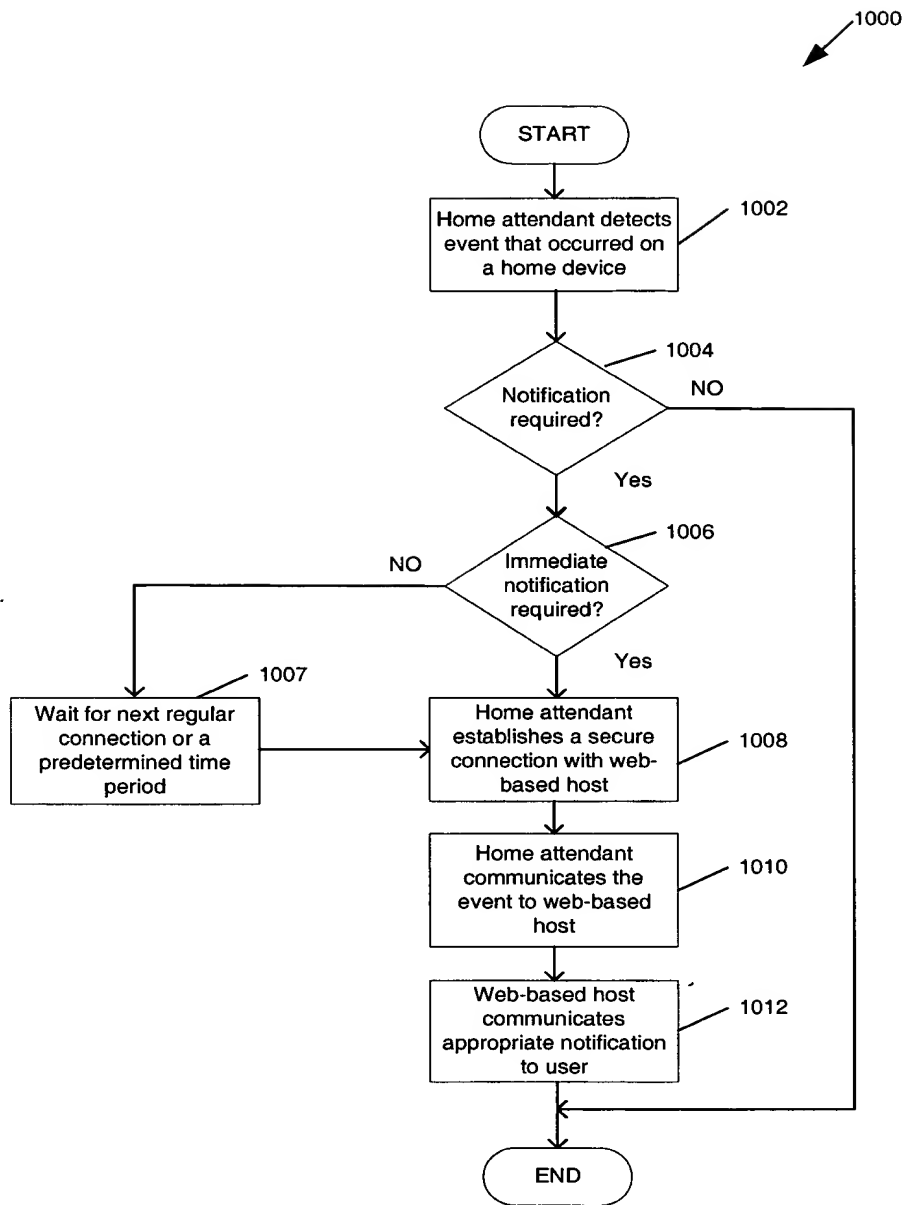 1000
START
Home attendant detects
event that occurred on
a home device
1002
Notification
required?
1004
NO
Yes
Immediate
notification
required?
1006
NO
Yes
Wait for next regular
connection or a
predetermined time
period
1007
Home attendant
establishes a secure
connection with web-
based host
1008
Home attendant
communicates the
event to web-based
host
1010
Web-based host
communicates
appropriate notification
to user
1012
END